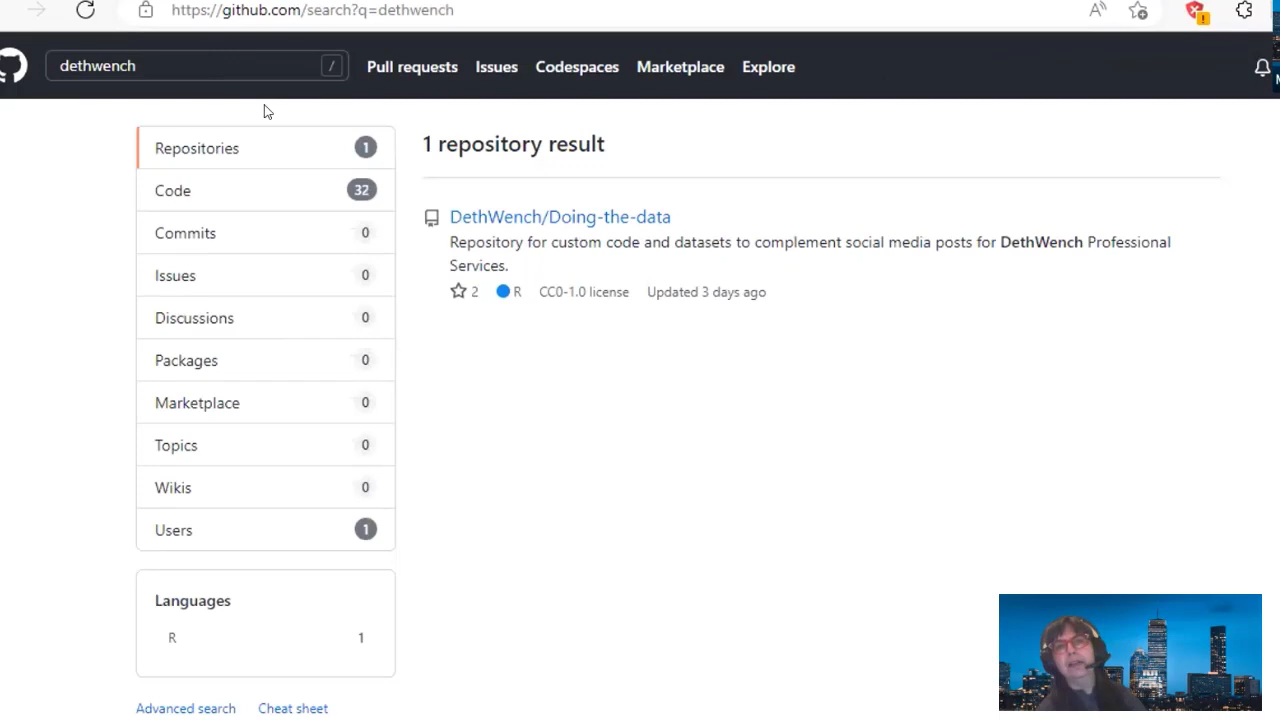 https://github.com/search?q=dethwench
dethwench
/
Pull requests
Issues
Codespaces
Marketplace
Explore
Repositories 1
Code 32
Commits 0
Issues 0
Discussions 0
Packages 0
Marketplace 0
Topics 0
Wikis 0
Users 1
Languages
R 1
Advanced search
Cheat sheet
1 repository result
DethWench/Doing-the-data
Repository for custom code and datasets to complement social media posts for DethWench Professional
Services.
2 R CC0-1.0 license Updated 3 days ago